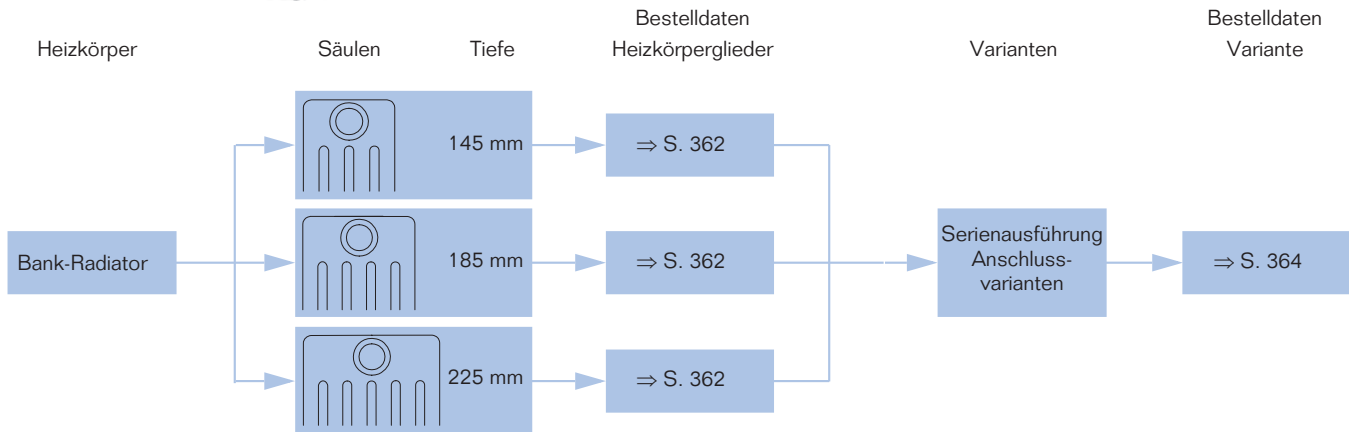 Bestelldaten
Bestelldaten
Heizkörper
Säulen
Tiefe
Heizkörperglieder
Varianten
Variante
145 mm
⇒ S. 362
Bank-Radiator
185 mm
⇒ S. 362
Serienausführung
Anschluss-
varianten
⇒ S. 364
225 mm
⇒ S. 362